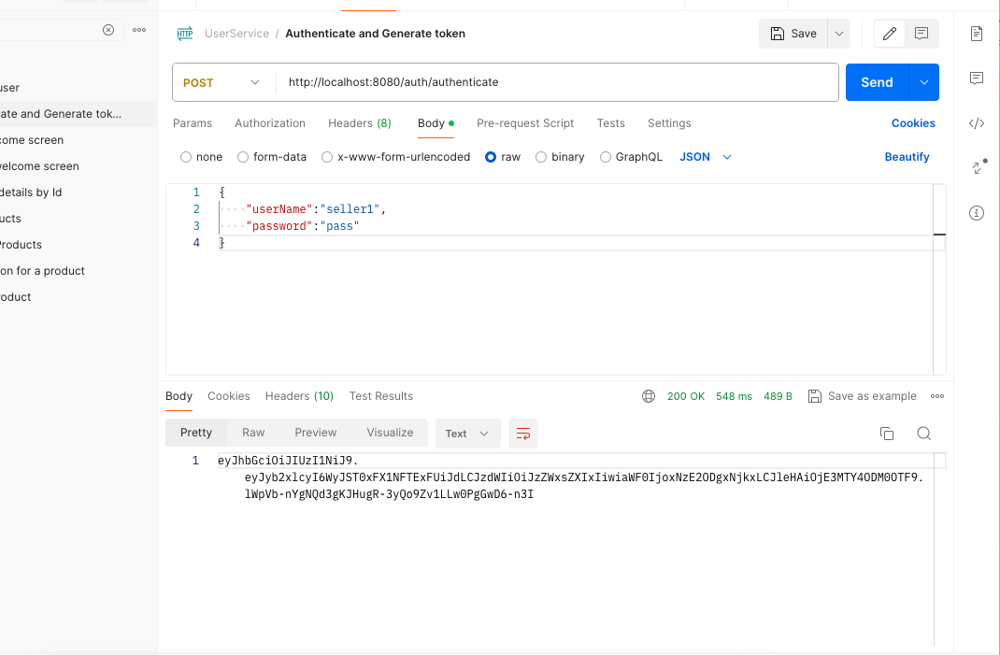 UserService / Authenticate and Generate token
Save
POST
http://localhost:8080/auth/authenticate
Send
Params Authorization Headers (8) Body Pre-request Script Tests Settings
Cookies
none form-data x-www-form-urlencoded raw binary GraphQL JSON
Beautify
1 {
2 "userName":"seller1",
3 "password":"pass"
4 }
user
ate and Generate tok...
come screen
welcome screen
details by Id
ucts
Products
on for a product
roduct
Body Cookies Headers (10) Test Results
200 OK 548 ms 489 B Save as example
Pretty Raw Preview Visualize Text
1 eyJhbGciOiJIUzI1NiJ9.
eyJyb2xlcyI6WyJST0xFX1NFTExFUiJdLCJzdWIiOiJzZWxsZXIxIiwiaWF0IjoxNzE2ODgxNjkxLCJleHAiOjE3MTY4ODM0OTF9.
lWpVb-nYgNQd3gKJHugR-3yQo9Zv1LLw0PgGwD6-n3I